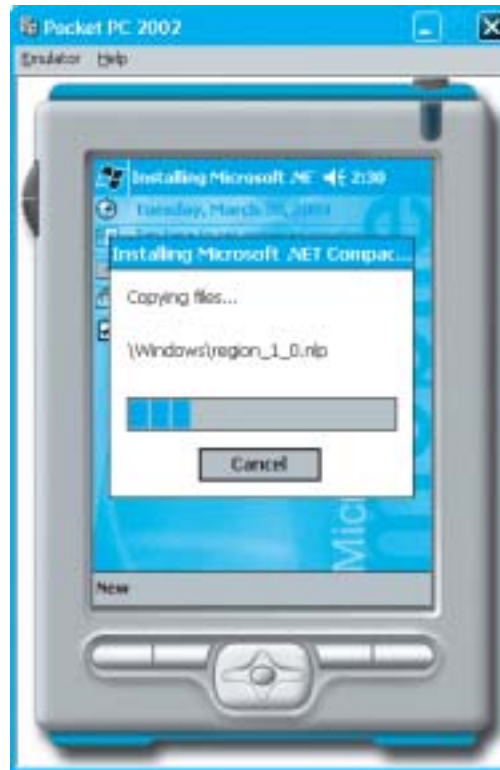 Pocket PC 2002
Emulator Help
Installing Microsoft .NE 2:30
Tuesday, March
Installing Microsoft .NET Compac...
Copying files...
\Windows\region_1_0.nlp
Cancel
Micr
New